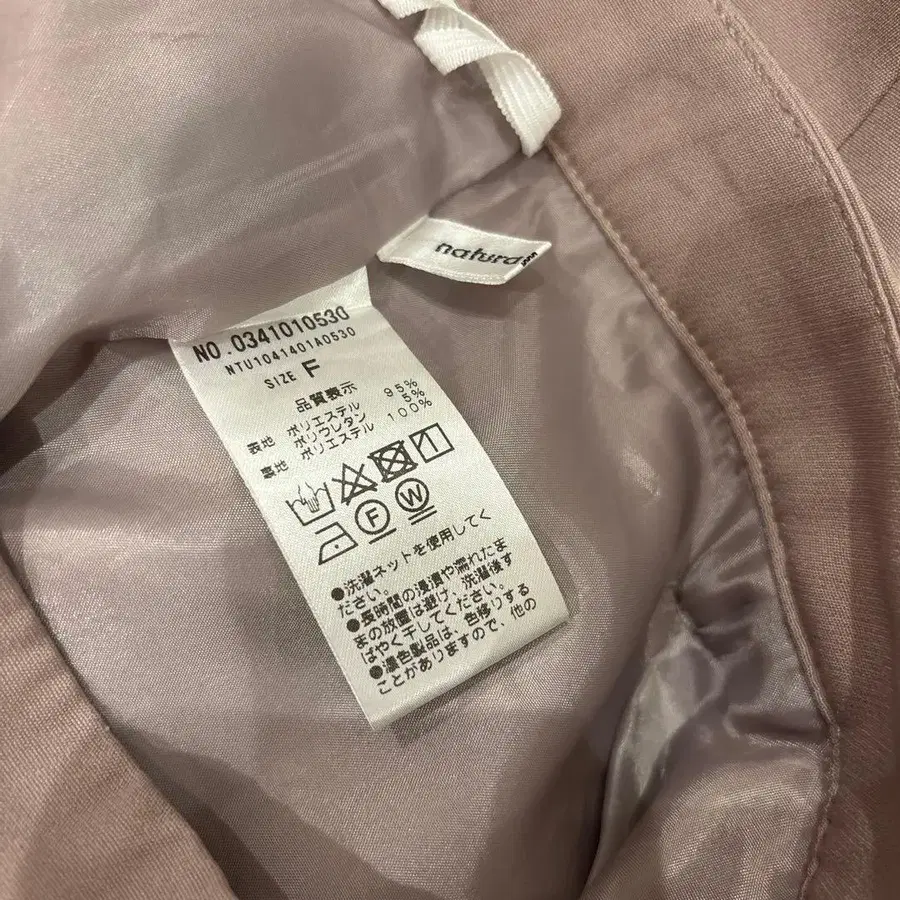 natura
NO.0341010530
NTU1041401A0530
SIZE F
品質表示
表地 ポリエステル 95%
ポリウレタン 5%
裏地 ポリエステル 100%
F W
●洗濯ネットを使用してく
ださい。
●長時間の浸漬や濡れたま
まの放置は避け、洗濯後す
ばやく干してください。
●濃色製品は、色移りする
ことがありますので、他の